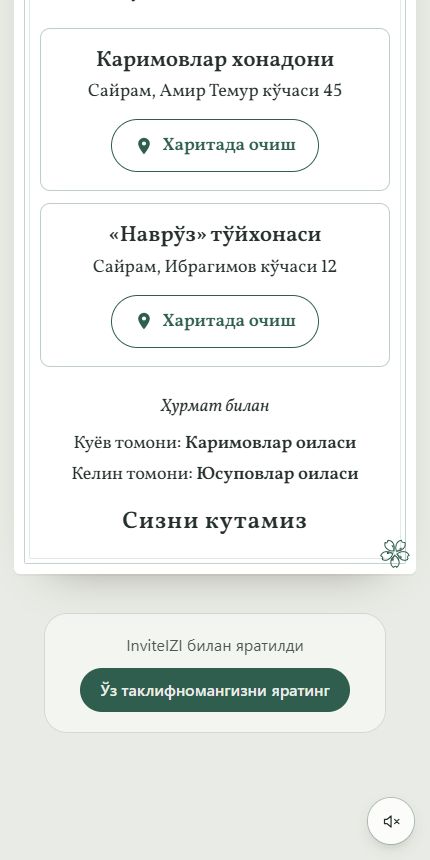 Каримовлар хонадони
Сайрам, Амир Темур кўчаси 45
Харитада очиш
«Наврўз» тўйхонаси
Сайрам, Ибрагимов кўчаси 12
Харитада очиш
Ҳурмат билан
Куёв томони: Каримовлар оиласи
Келин томони: Юсуповлар оиласи
Сизни кутамиз
InviteIZI билан яратилди
Ўз таклифномангизни яратинг